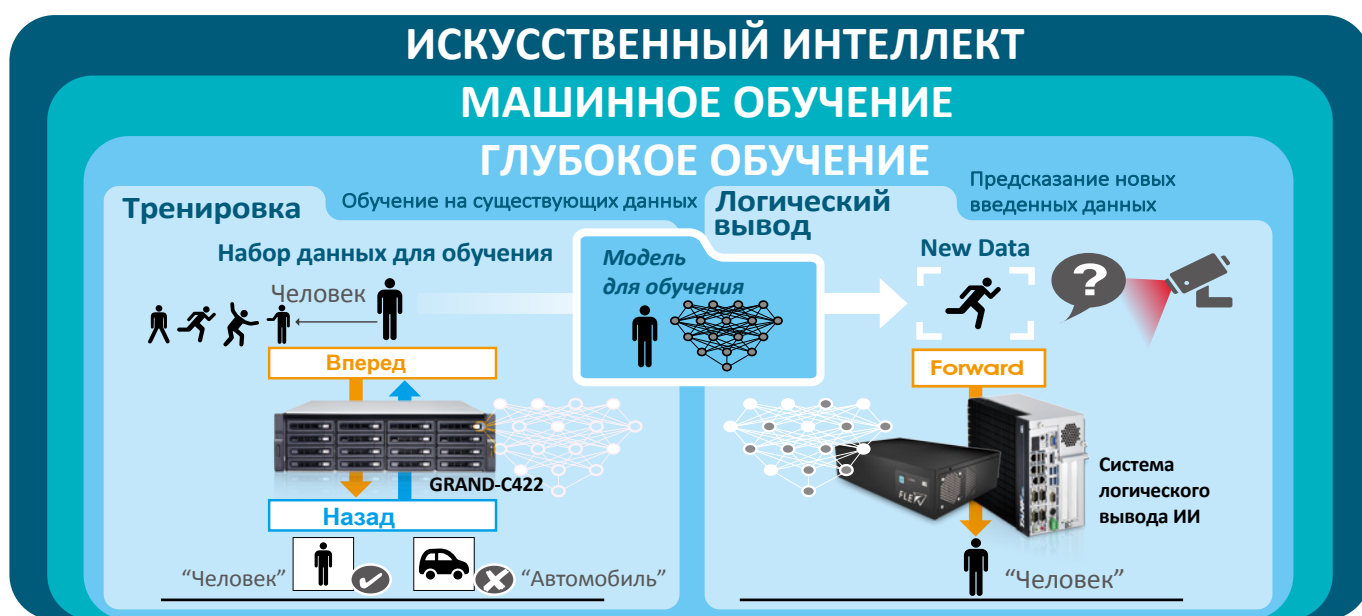 ИСКУССТВЕННЫЙ ИНТЕЛЛЕКТ
МАШИННОЕ ОБУЧЕНИЕ
ГЛУБОКОЕ ОБУЧЕНИЕ
Тренировка
Обучение на существующих данных
Набор данных для обучения
Человек
Вперед
GRAND-C422
Назад
“Человек”
“Автомобиль”
Модель
для обучения
Логический
вывод
Предсказание новых
введенных данных
New Data
?
Forward
FLEX
Система
логического
вывода ИИ
“Человек”